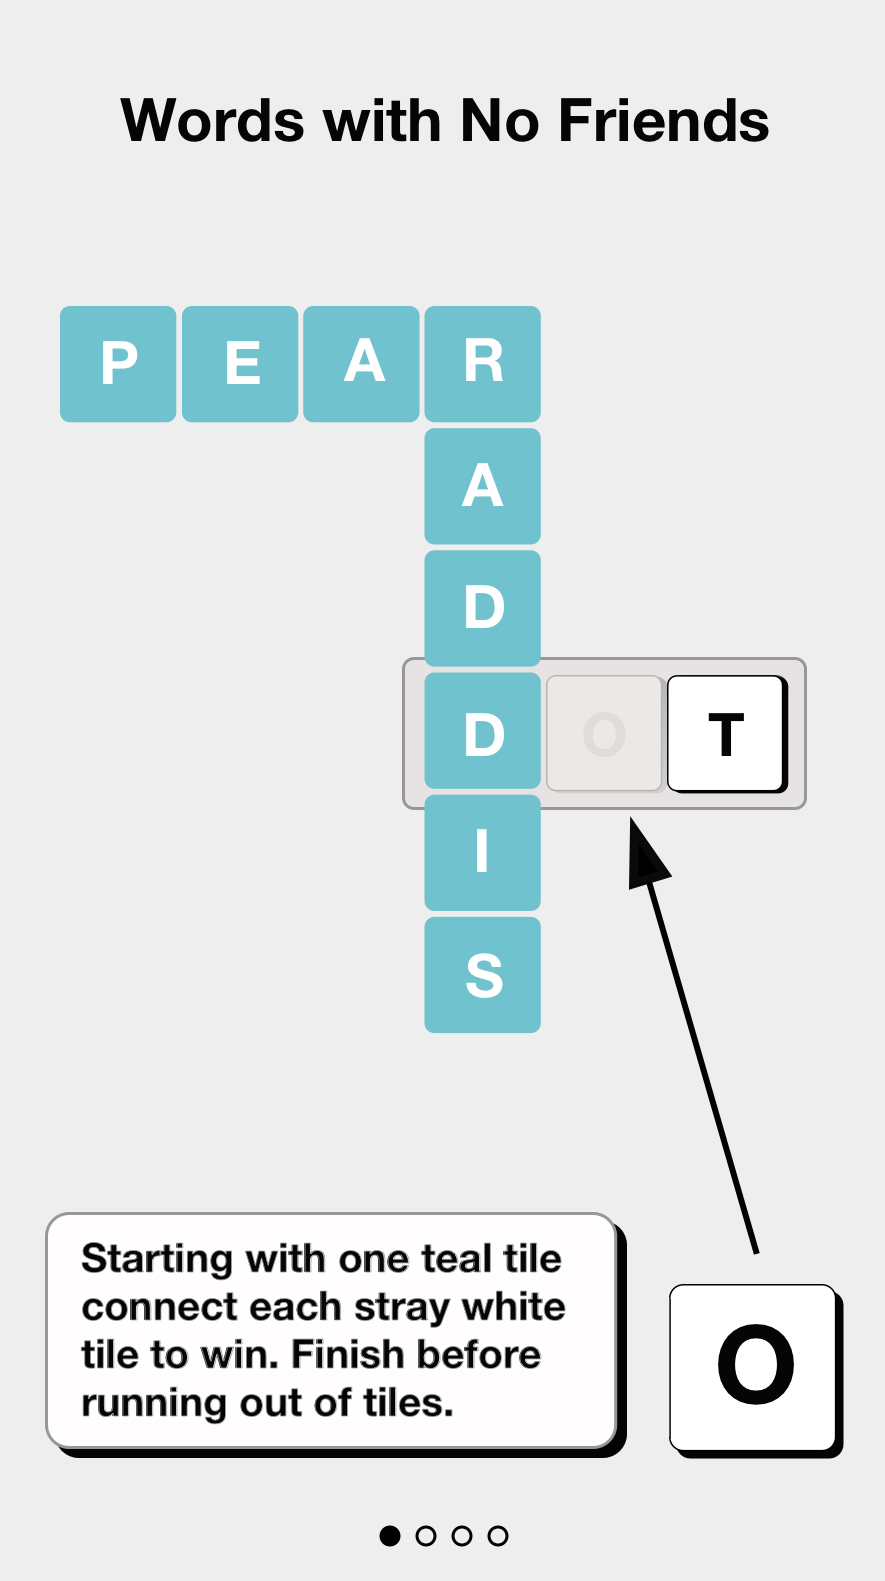 Words with No Friends
P E A R
A
D
D O T
I
S
Starting with one teal tile
connect each stray white
tile to win. Finish before
running out of tiles.
O